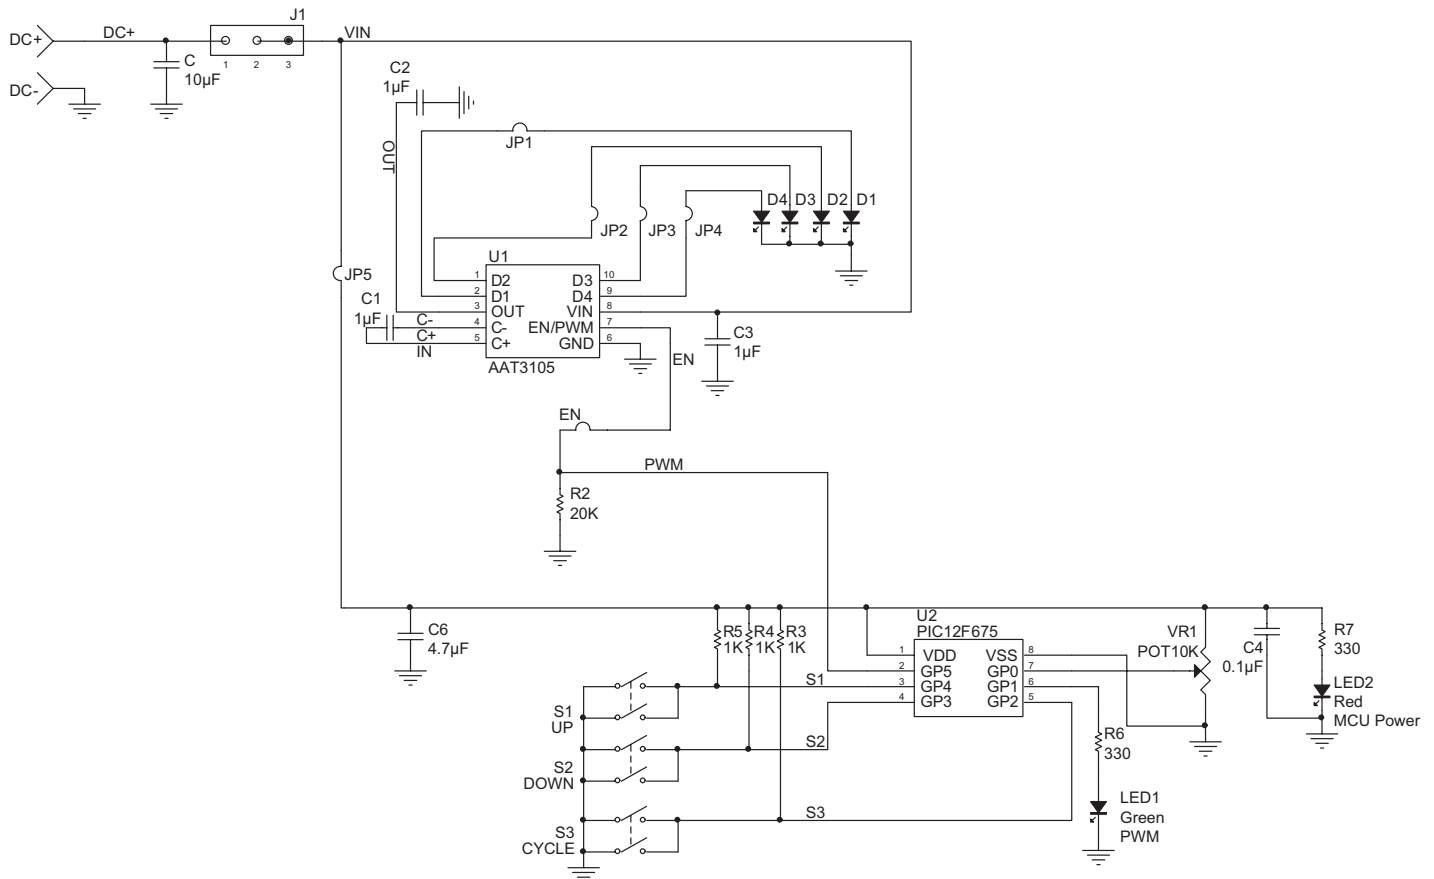 J1
DC+
DC+
VIN
C
10µF
1
2
3
DC-
C2
1µF
OUT
JP1
D4
D3
D2
D1
JP2
JP3
JP4
JP5
U1
1
D2
D3
10
2
D1
D4
9
3
OUT
VIN
8
4
C-
EN/PWM
7
5
C+
GND
6
AAT3105
C1
1µF
C-
C+
IN
C3
1µF
EN
EN
PWM
R2
20K
C6
4.7µF
R5
1K
R4
1K
R3
1K
U2
PIC12F675
1
VDD
VSS
8
2
GP5
GP0
7
3
GP4
GP1
6
4
GP3
GP2
5
VR1
POT10K
C4
0.1µF
R7
330
LED2
Red
MCU Power
S1
S1
UP
S2
S2
DOWN
S3
S3
CYCLE
R6
330
LED1
Green
PWM